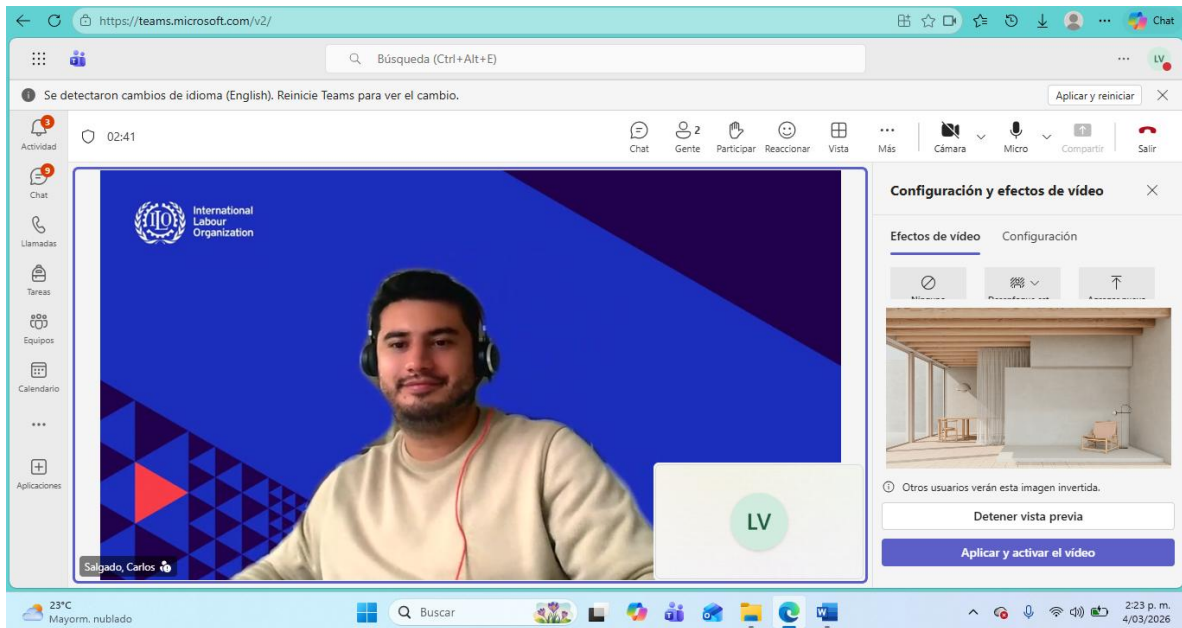 https://teams.microsoft.com/v2/
Chat
Búsqueda (Ctrl+Alt+E)
LV
Se detectaron cambios de idioma (English). Reinicie Teams para ver el cambio.
Aplicar y reiniciar
3
Actividad
02:41
Chat
2
Gente
Participar
Reaccionar
Vista
Más
Cámara
Micro
Compartir
Salir
9
Chat
Llamadas
Tareas
Equipos
Calendario
Aplicaciones
ILO
International
Labour
Organization
Salgado, Carlos
LV
Configuración y efectos de vídeo
Efectos de vídeo
Configuración
Otros usuarios verán esta imagen invertida.
Detener vista previa
Aplicar y activar el vídeo
23°C
Mayorm. nublado
Buscar
2:23 p. m.
4/03/2026